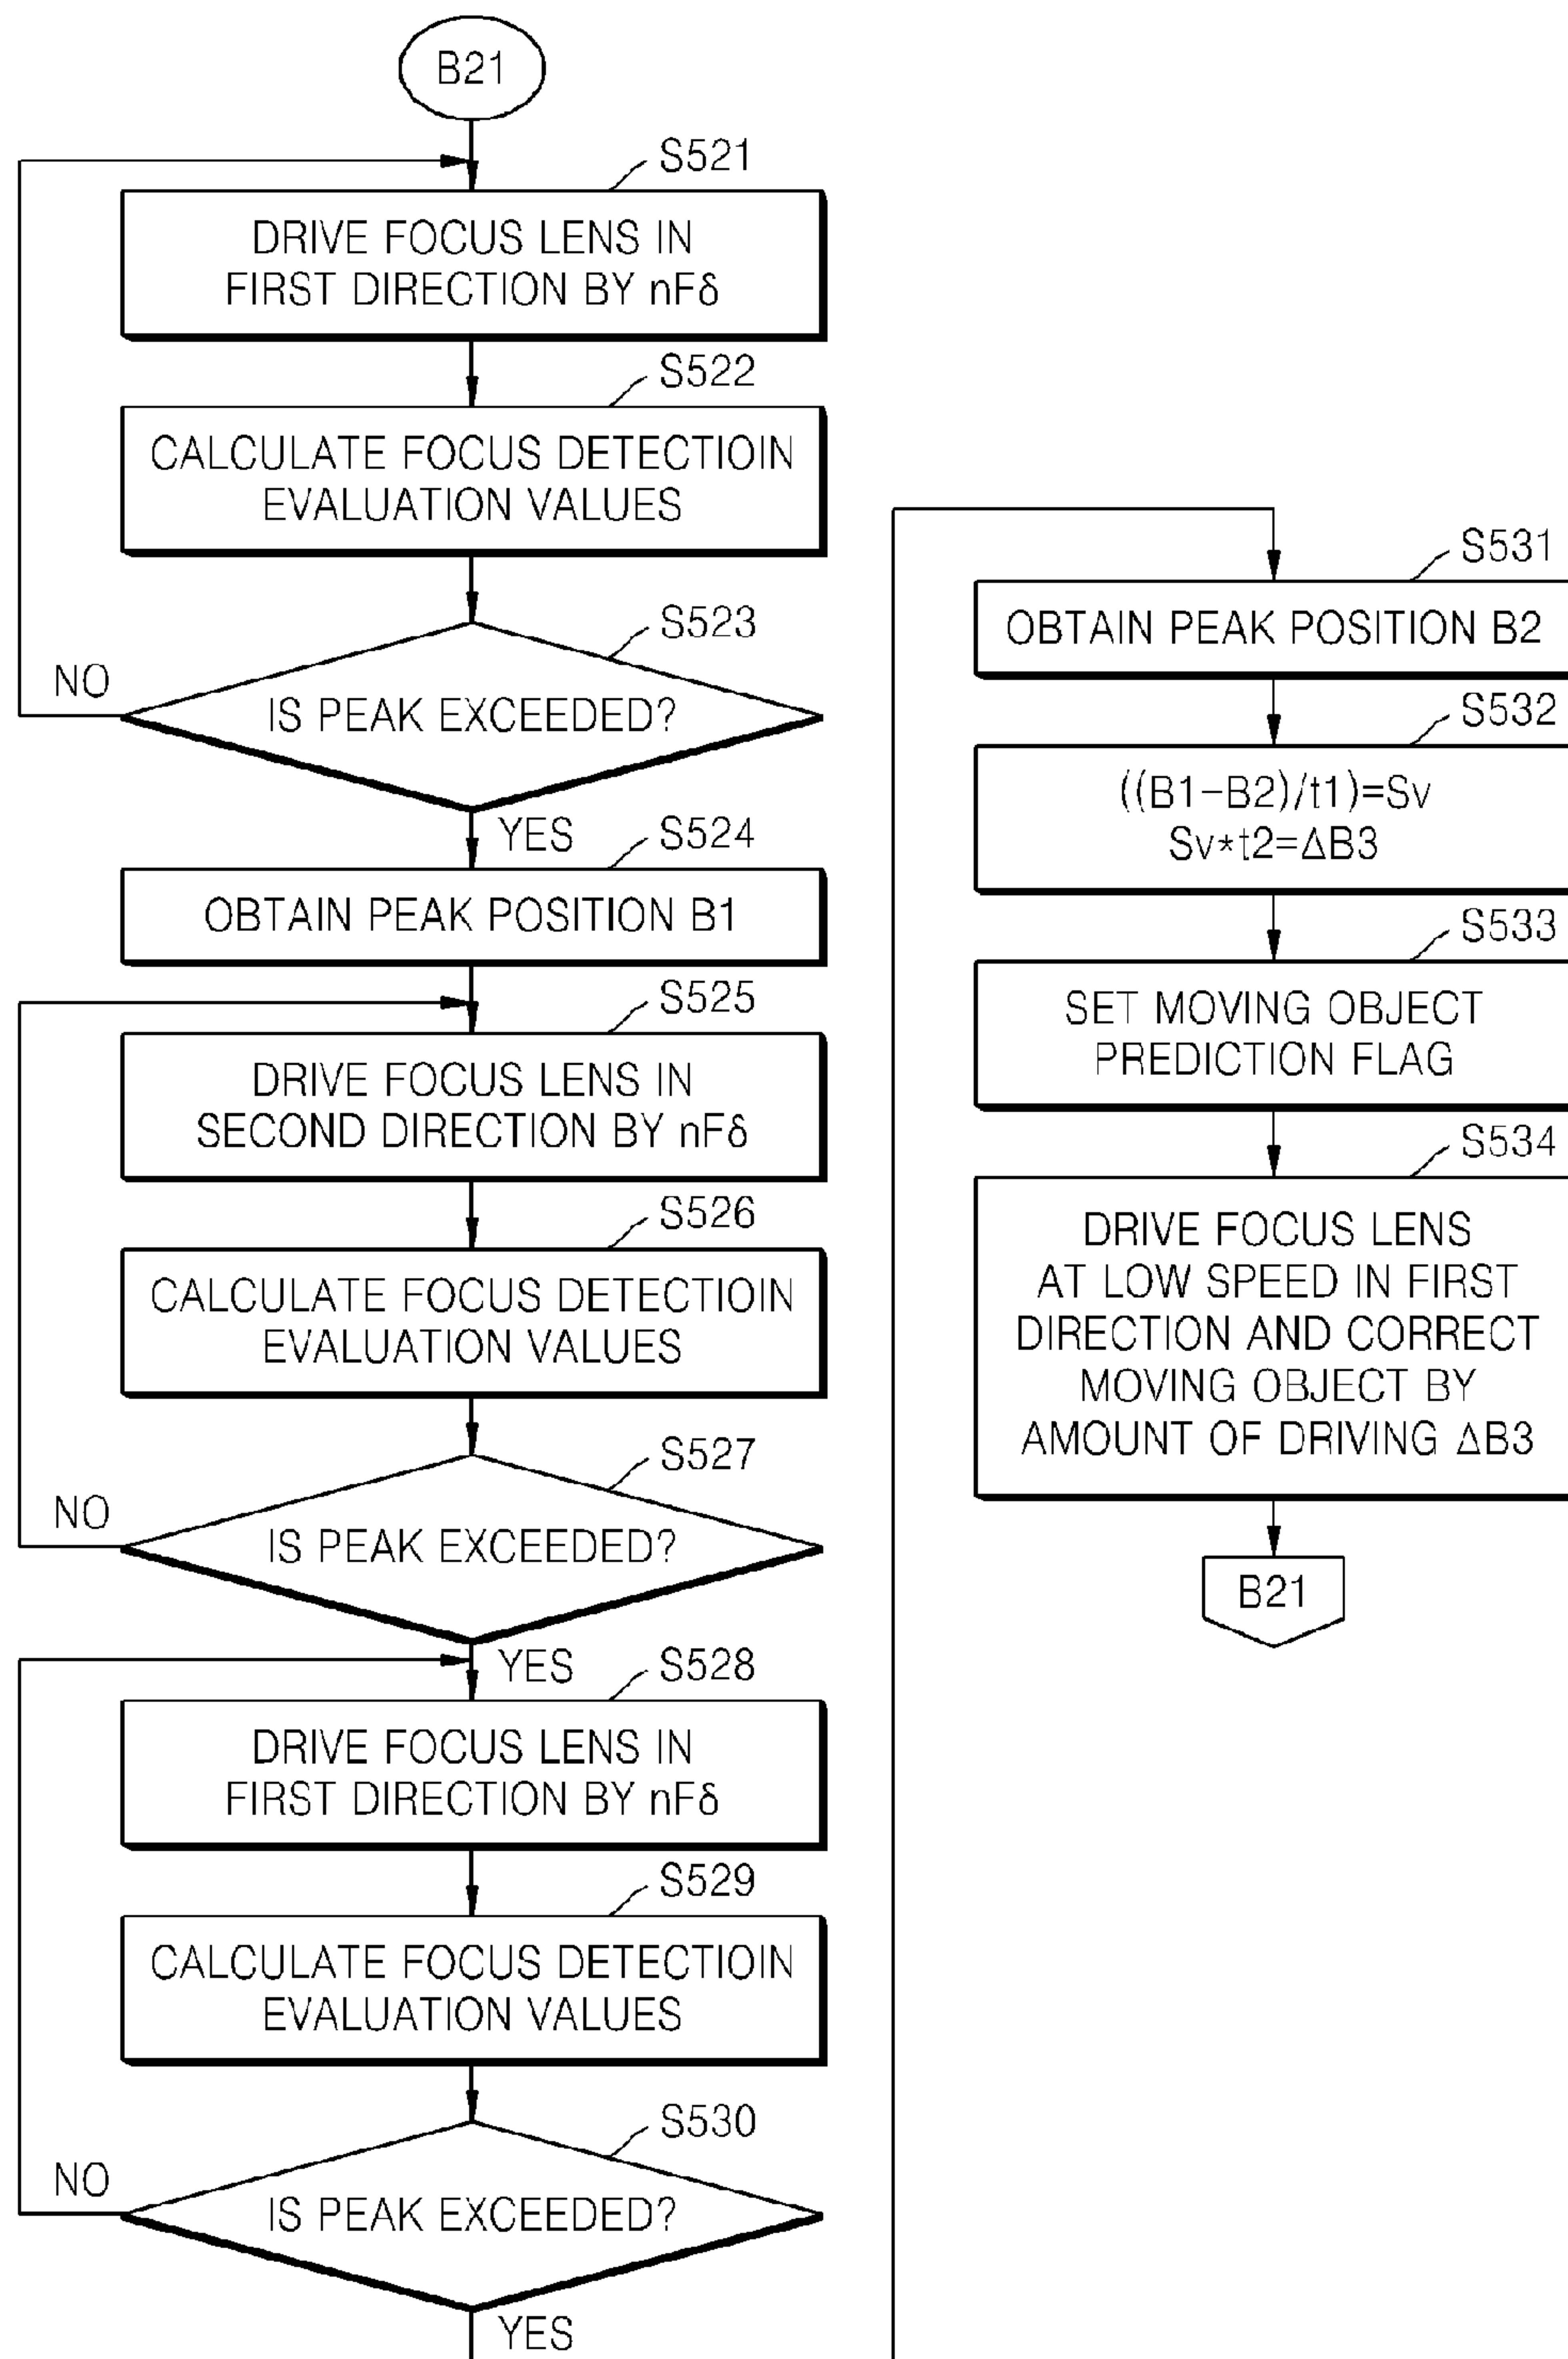 B21
S521
DRIVE FOCUS LENS IN
FIRST DIRECTION BY nFδ
S522
CALCULATE FOCUS DETECTIOIN
EVALUATION VALUES
S523
NO
IS PEAK EXCEEDED?
YES
S524
OBTAIN PEAK POSITION B1
S525
DRIVE FOCUS LENS IN
SECOND DIRECTION BY nFδ
S526
CALCULATE FOCUS DETECTIOIN
EVALUATION VALUES
S527
NO
IS PEAK EXCEEDED?
YES
S528
DRIVE FOCUS LENS IN
FIRST DIRECTION BY nFδ
S529
CALCULATE FOCUS DETECTIOIN
EVALUATION VALUES
S530
NO
IS PEAK EXCEEDED?
YES
S531
OBTAIN PEAK POSITION B2
S532
((B1-B2)/t1)=Sv
Sv*t2=ΔB3
S533
SET MOVING OBJECT
PREDICTION FLAG
S534
DRIVE FOCUS LENS
AT LOW SPEED IN FIRST
DIRECTION AND CORRECT
MOVING OBJECT BY
AMOUNT OF DRIVING ΔB3
B21